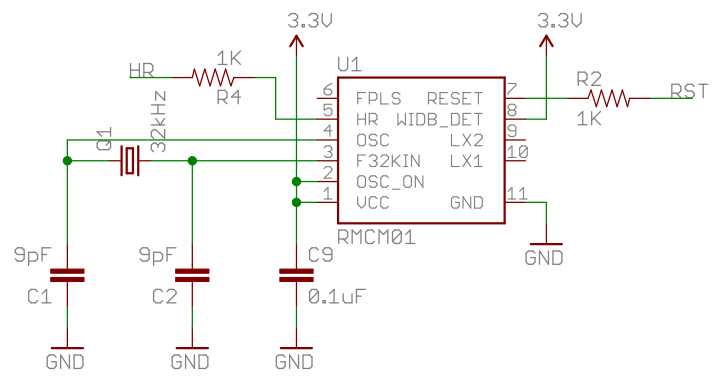 3.3V
3.3V
U1
1K
HR
R4
R2
RST
1K
6
FPLS
RESET
7
5
HR
WIDB_DET
8
4
OSC
LX2
9
3
F32KIN
LX1
10
2
OSC_ON
1
VCC
GND
11
Q1
32kHz
RMCM01
GND
9pF
9pF
C9
C1
C2
0.1uF
GND
GND
GND